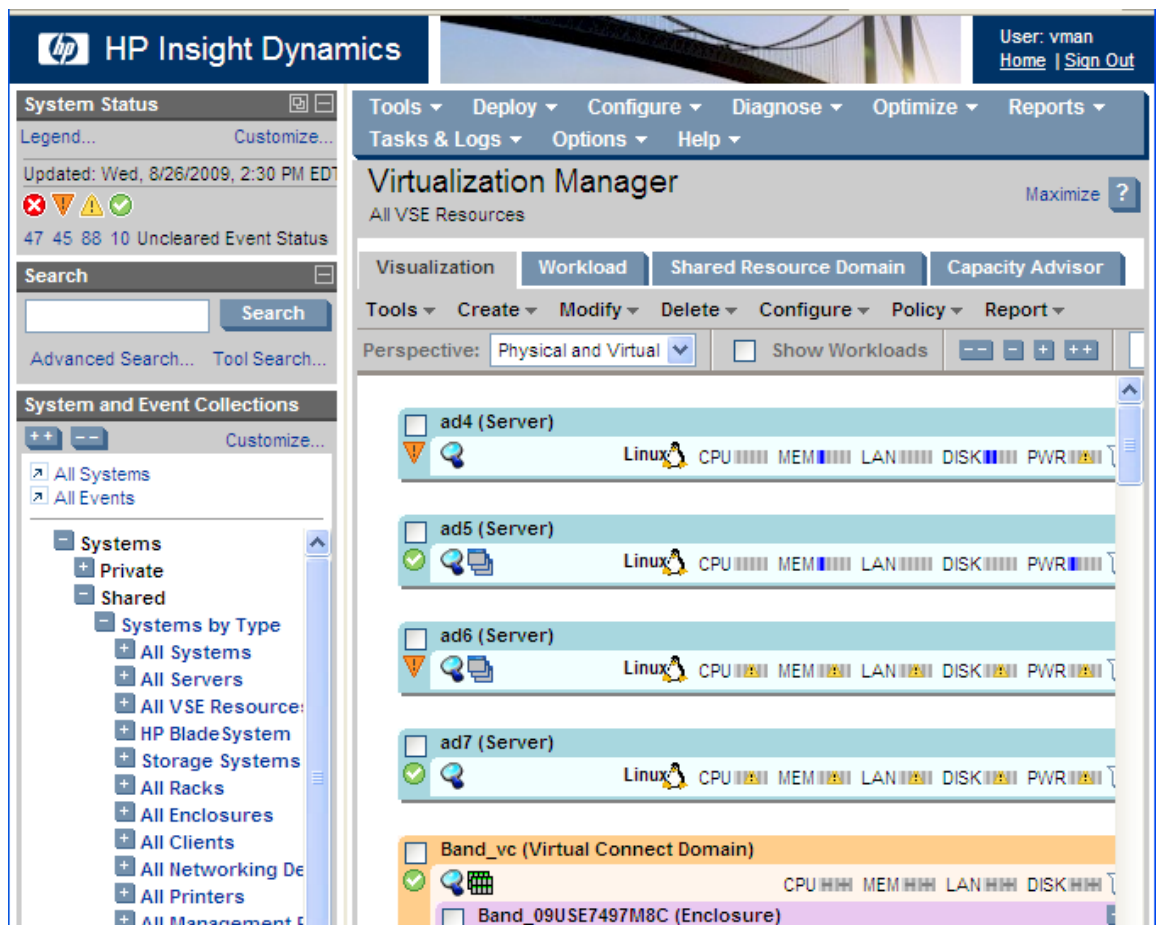 hp HP Insight Dynamics
User: vman
Home | Sign Out
System Status
Legend... Customize...
Updated: Wed, 8/26/2009, 2:30 PM EDT
47 45 88 10 Uncleared Event Status
Search
Search
Advanced Search... Tool Search...
System and Event Collections
++ -- Customize...
All Systems
All Events
Systems
Private
Shared
Systems by Type
All Systems
All Servers
All VSE Resources
HP BladeSystem
Storage Systems
All Racks
All Enclosures
All Clients
All Networking De
All Printers
All Management
Tools Deploy Configure Diagnose Optimize Reports
Tasks & Logs Options Help
Virtualization Manager
Maximize ?
All VSE Resources
Visualization Workload Shared Resource Domain Capacity Advisor
Tools Create Modify Delete Configure Policy Report
Perspective: Physical and Virtual Show Workloads -- - + ++
ad4 (Server)
Linux CPU MEM LAN DISK PWR
ad5 (Server)
Linux CPU MEM LAN DISK PWR
ad6 (Server)
Linux CPU MEM LAN DISK PWR
ad7 (Server)
Linux CPU MEM LAN DISK PWR
Band_vc (Virtual Connect Domain)
CPU MEM LAN DISK
Band_09USE7497M8C (Enclosure)